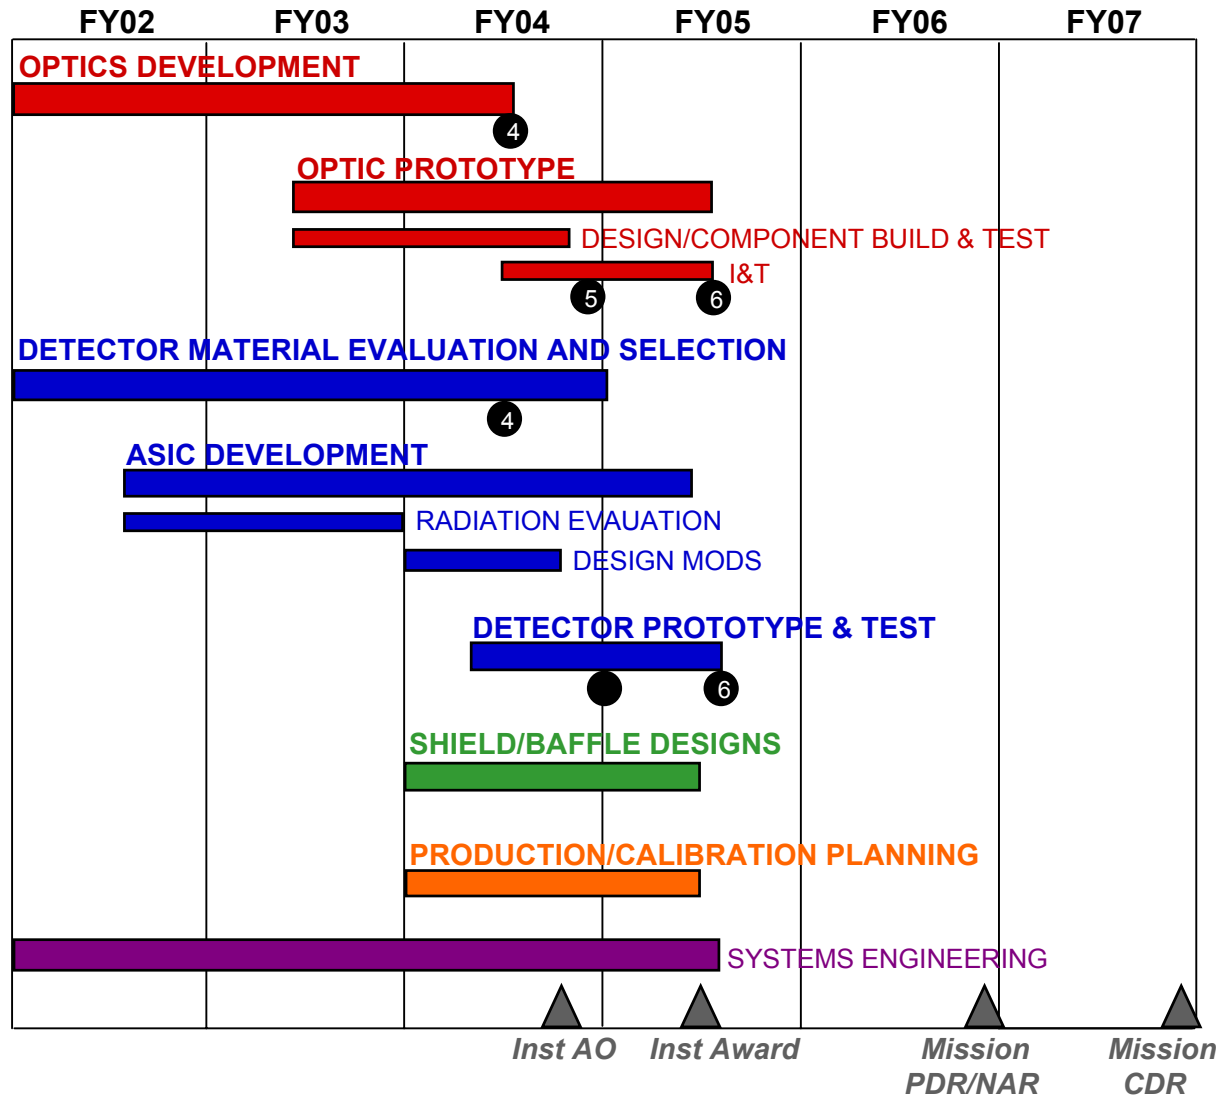 FY02 FY03 FY04 FY05 FY06 FY07
OPTICS DEVELOPMENT
4
OPTIC PROTOTYPE
DESIGN/COMPONENT BUILD & TEST
I&T
5 6
DETECTOR MATERIAL EVALUATION AND SELECTION
4
ASIC DEVELOPMENT
RADIATION EVAUATION
DESIGN MODS
DETECTOR PROTOTYPE & TEST
6
SHIELD/BAFFLE DESIGNS
PRODUCTION/CALIBRATION PLANNING
SYSTEMS ENGINEERING
Inst AO Inst Award Mission Mission
PDR/NAR CDR